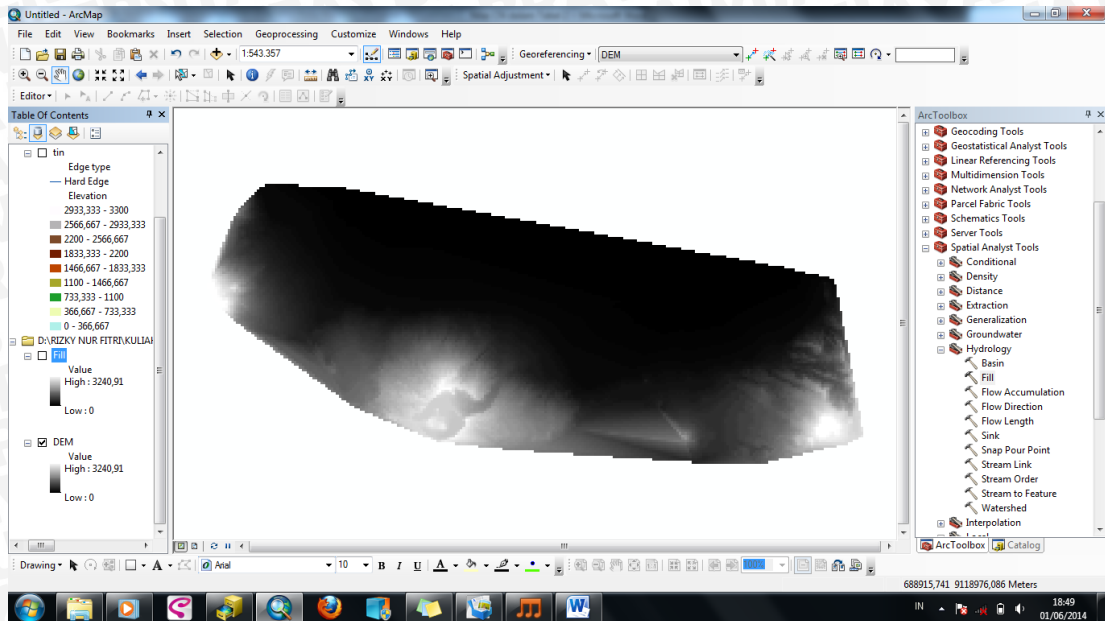 Untitled - ArcMap
File Edit View Bookmarks Insert Selection Geoprocessing Customize Windows Help
1:543.357 Georeferencing DEM
Spatial Adjustment
Editor
Table Of Contents
tin
Edge type
Hard Edge
Elevation
2933,333 - 3300
2566,667 - 2933,333
2200 - 2566,667
1833,333 - 2200
1466,667 - 1833,333
1100 - 1466,667
733,333 - 1100
366,667 - 733,333
0 - 366,667
D:\RIZKY NUR FITRI\KULIAH
Fill
Value
High : 3240,91
Low : 0
DEM
Value
High : 3240,91
Low : 0
ArcToolbox
Geocoding Tools
Geostatistical Analyst Tools
Linear Referencing Tools
Multidimension Tools
Network Analyst Tools
Parcel Fabric Tools
Schematics Tools
Server Tools
Spatial Analyst Tools
Conditional
Density
Distance
Extraction
Generalization
Groundwater
Hydrology
Basin
Fill
Flow Accumulation
Flow Direction
Flow Length
Sink
Snap Pour Point
Stream Link
Stream Order
Stream to Feature
Watershed
Interpolation
ArcToolbox Catalog
Drawing A Arial 10 B I U A 100%
688915,741 9118976,086 Meters
IN 18:49
01/06/2014